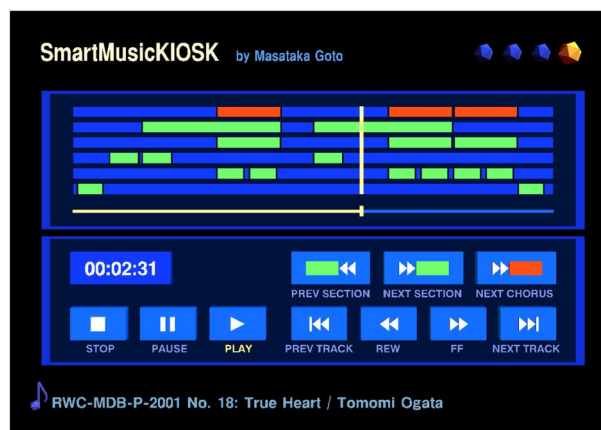 SmartMusicKIOSK by Masataka Goto
00:02:31
PREV SECTION NEXT SECTION NEXT CHORUS
STOP PAUSE PLAY PREV TRACK REW FF NEXT TRACK
RWC-MDB-P-2001 No. 18: True Heart / Tomomi Ogata